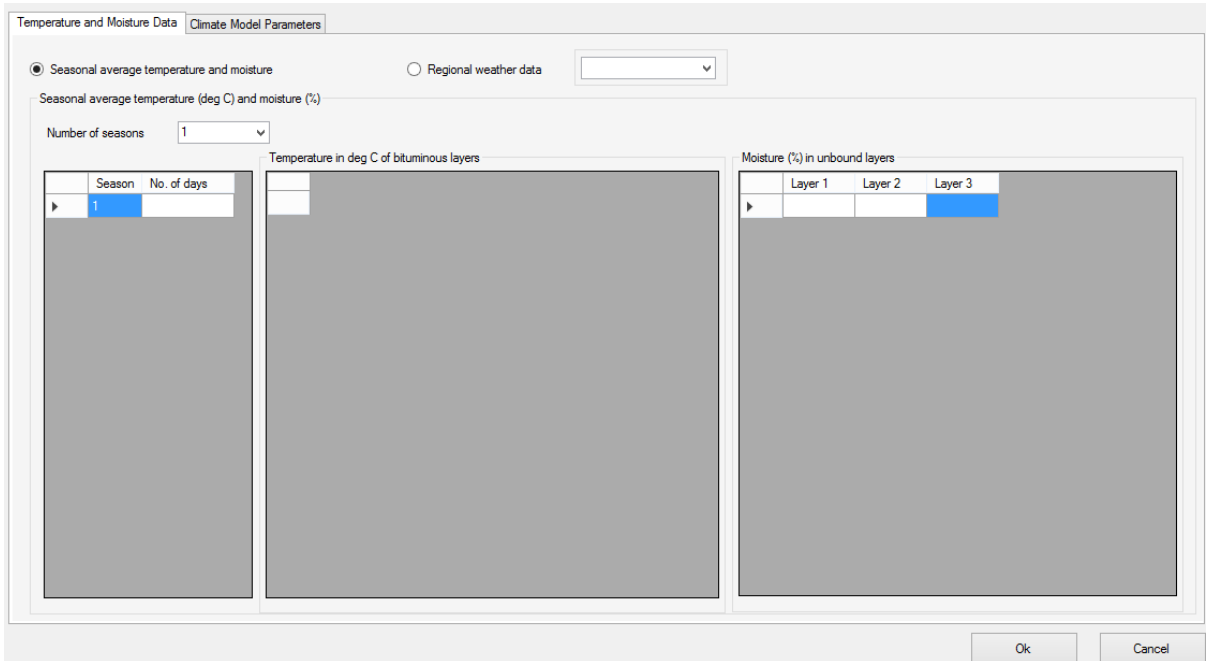 Temperature and Moisture Data Climate Model Parameters
Seasonal average temperature and moisture Regional weather data
Seasonal average temperature (deg C) and moisture (%)
Number of seasons 1
Temperature in deg C of bituminous layers Moisture (%) in unbound layers
Season No. of days Layer 1 Layer 2 Layer 3
1
Ok Cancel